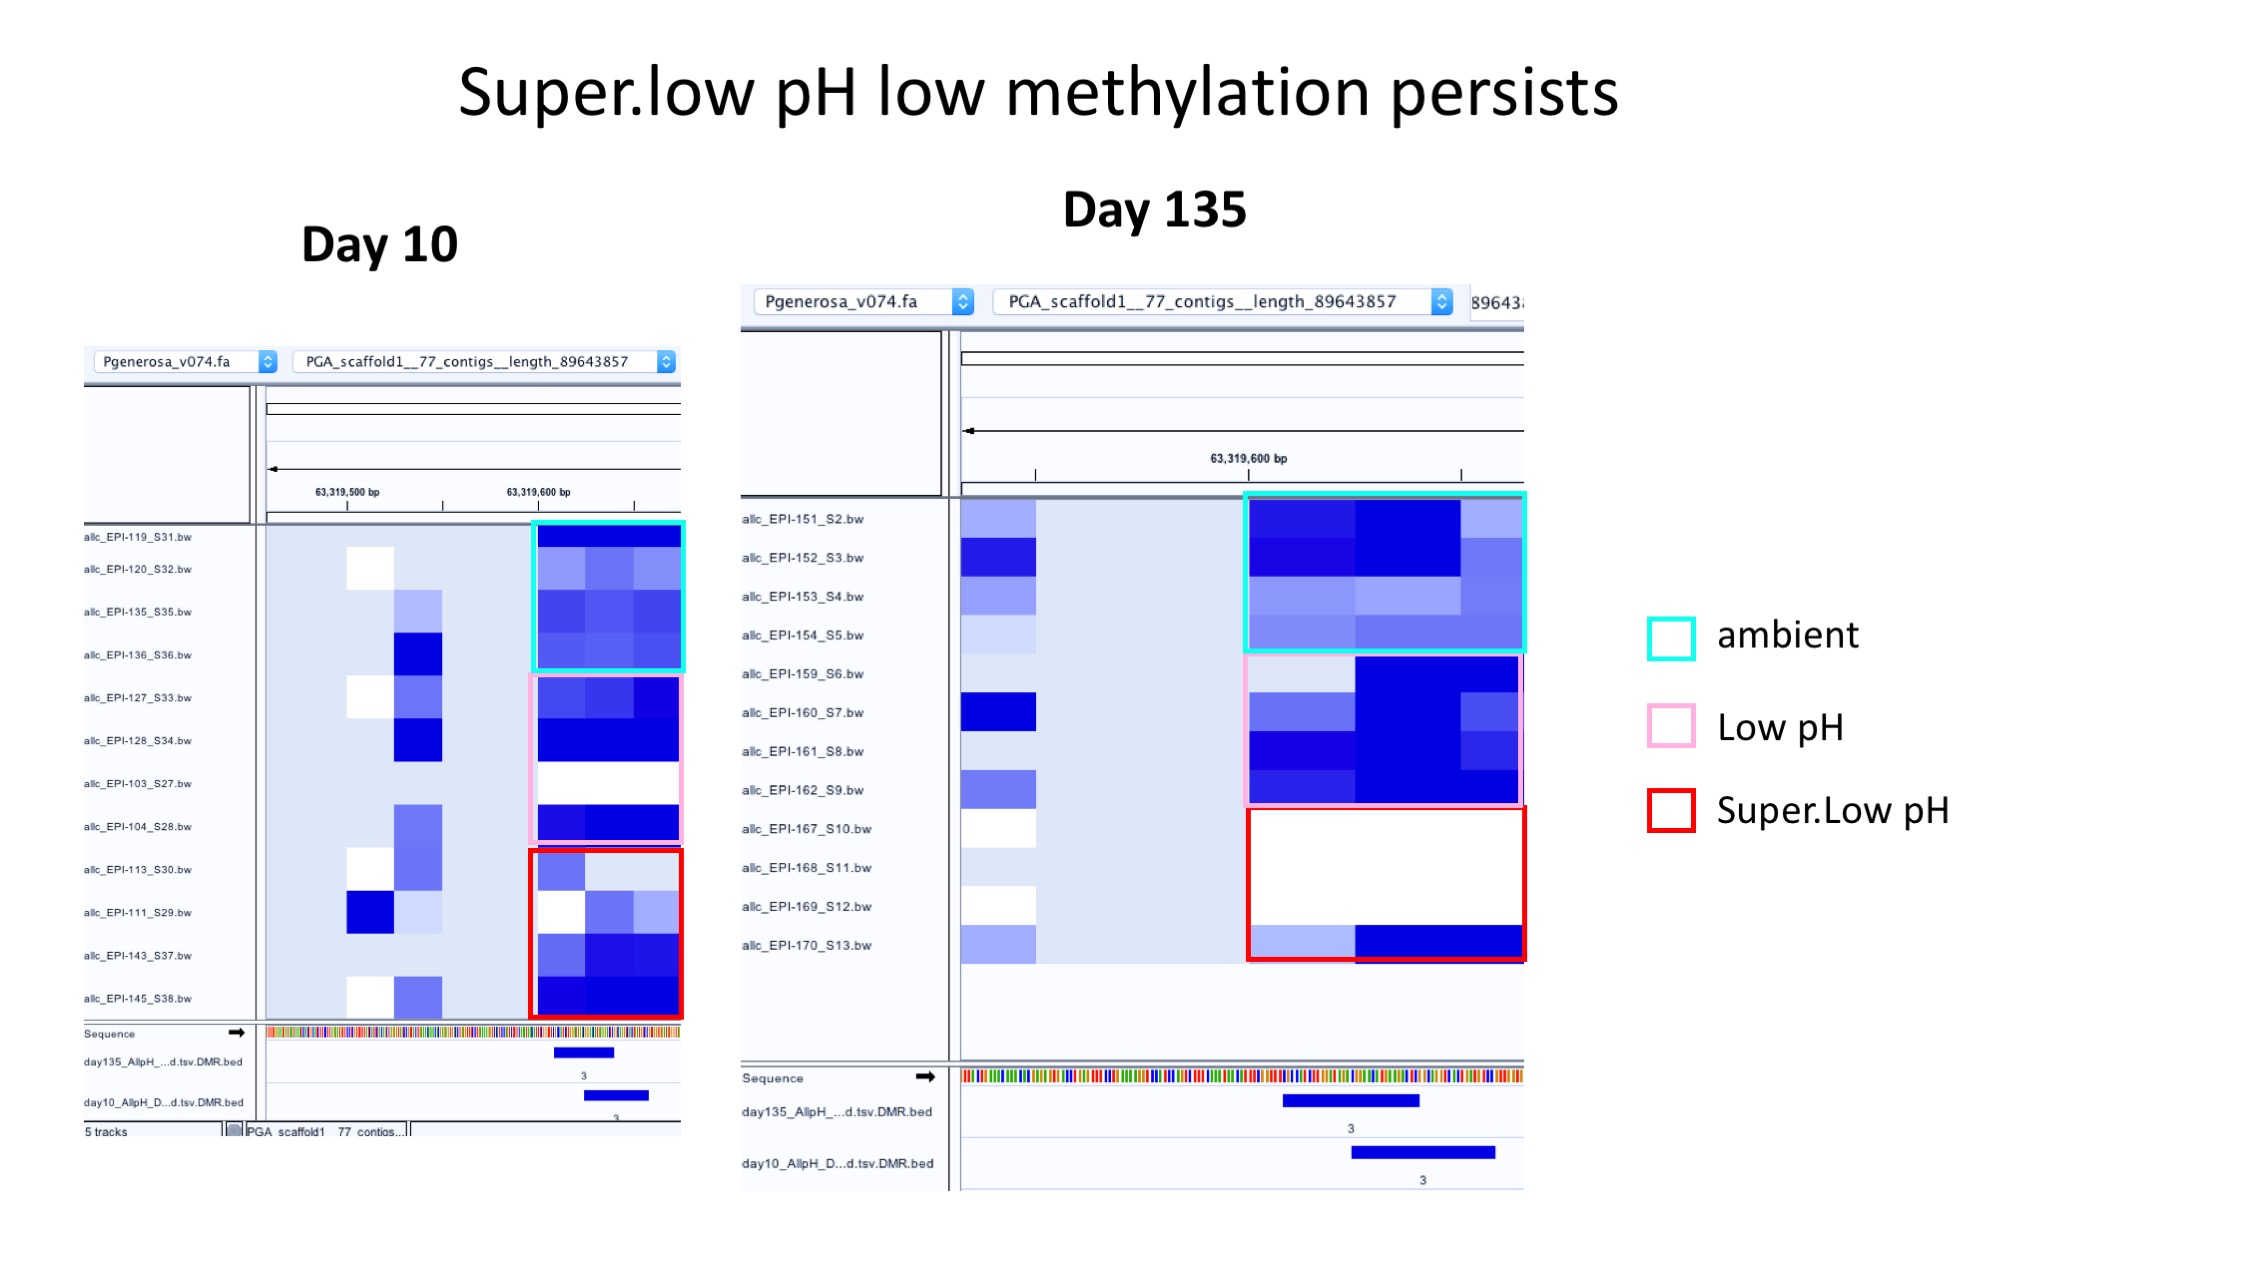 Super.low pH low methylation persists
Day 10
Pgenerosa_v074.fa
PGA_scaffold1__77_contigs__length_89643857
63,319,500 bp
63,319,600 bp
allc_EPI-119_S31.bw
allc_EPI-120_S32.bw
allc_EPI-135_S35.bw
allc_EPI-136_S36.bw
allc_EPI-127_S33.bw
allc_EPI-128_S34.bw
allc_EPI-103_S27.bw
allc_EPI-104_S28.bw
allc_EPI-113_S30.bw
allc_EPI-111_S29.bw
allc_EPI-143_S37.bw
allc_EPI-145_S38.bw
Sequence
day135_AllpH_...d.tsv.DMR.bed
3
day10_AllpH_D...d.tsv.DMR.bed
3
5 tracks
PGA_scaffold1__77_contigs...
Day 135
Pgenerosa_v074.fa
PGA_scaffold1__77_contigs__length_89643857
89643
63,319,600 bp
allc_EPI-151_S2.bw
allc_EPI-152_S3.bw
allc_EPI-153_S4.bw
allc_EPI-154_S5.bw
allc_EPI-159_S6.bw
allc_EPI-160_S7.bw
allc_EPI-161_S8.bw
allc_EPI-162_S9.bw
allc_EPI-167_S10.bw
allc_EPI-168_S11.bw
allc_EPI-169_S12.bw
allc_EPI-170_S13.bw
Sequence
day135_AllpH_...d.tsv.DMR.bed
3
day10_AllpH_D...d.tsv.DMR.bed
3
ambient
Low pH
Super.Low pH